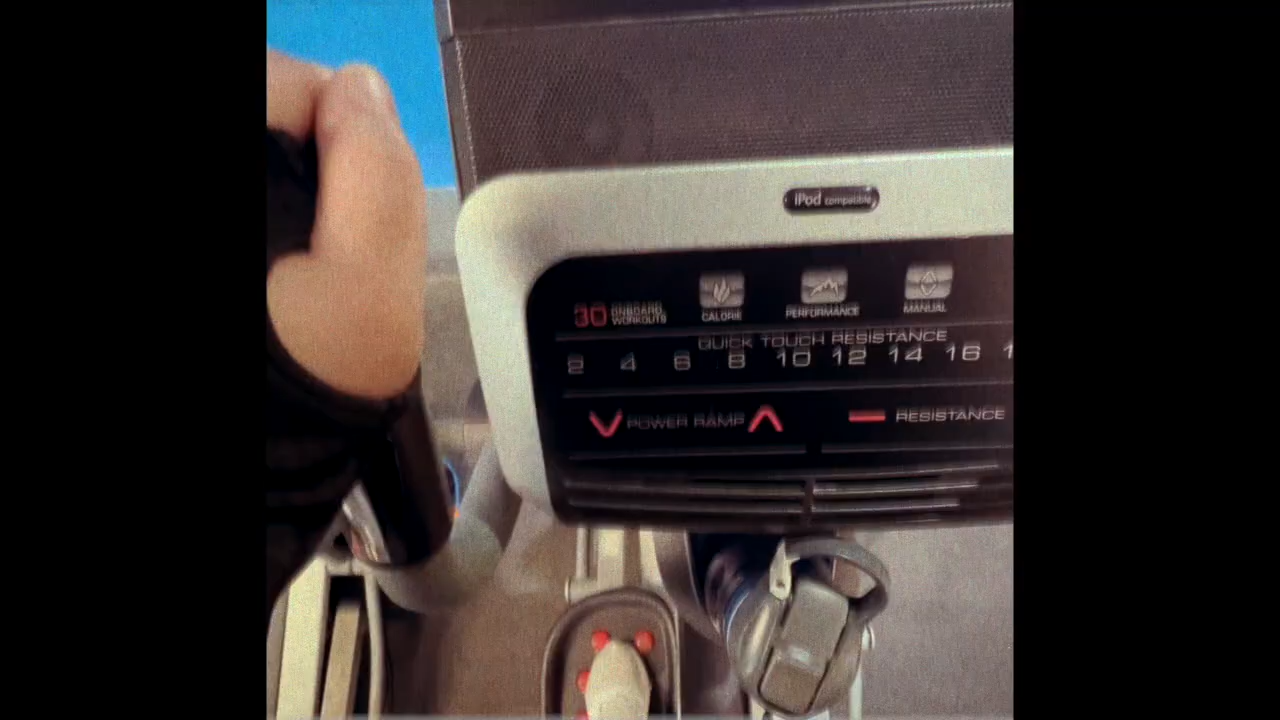 iPod compatible
30 ONBOARD WORKOUTS
CALORIE
PERFORMANCE
MANUAL
QUICK TOUCH RESISTANCE
2 4 6 8 10 12 14 16
POWER RAMP
RESISTANCE